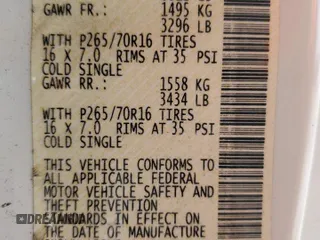 GAWR FR.: 1495 KG
3296 LB
WITH P265/70R16 TIRES
16 X 7.0 RIMS AT 35 PSI
COLD SINGLE
GAWR RR.: 1558 KG
3434 LB
WITH P265/70R16 TIRES
16 X 7.0 RIMS AT 35 PSI
COLD SINGLE
THIS VEHICLE CONFORMS TO
ALL APPLICABLE FEDERAL
MOTOR VEHICLE SAFETY AND
THEFT PREVENTION
STANDARDS IN EFFECT ON
THE DATE OF MANUFACTURE